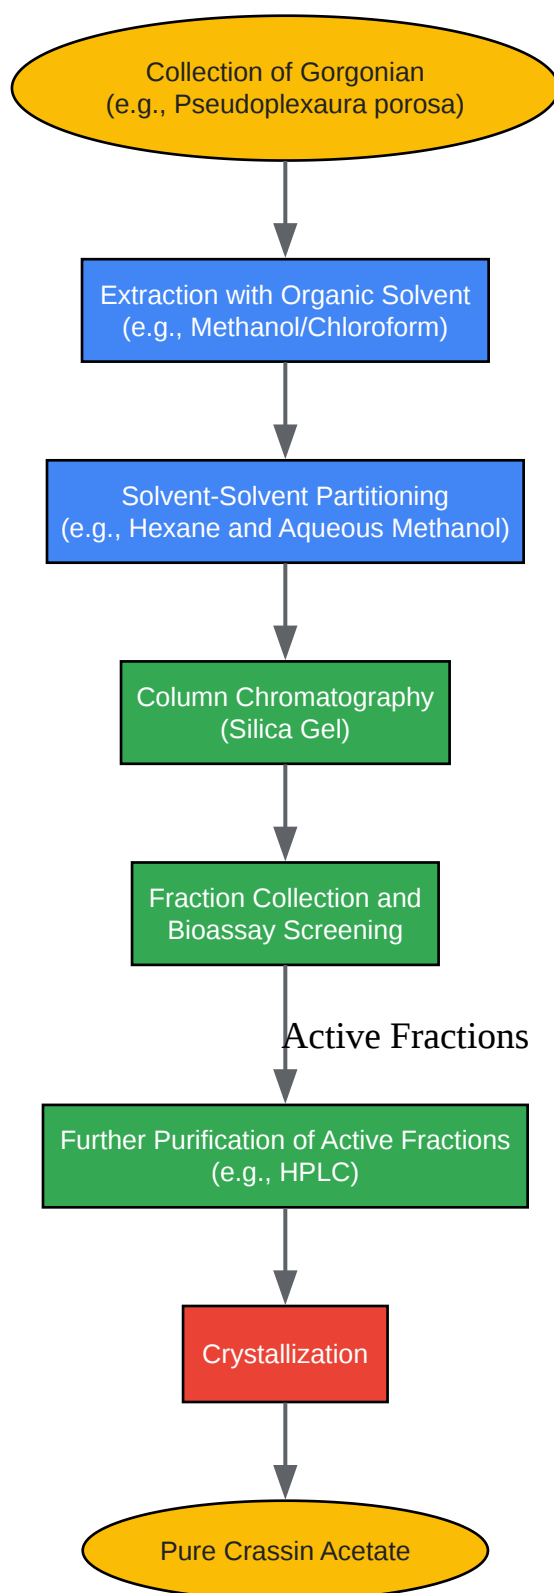 Collection of Gorgonian
(e.g., Pseudoplexaura porosa)
Extraction with Organic Solvent
(e.g., Methanol/Chloroform)
Solvent-Solvent Partitioning
(e.g., Hexane and Aqueous Methanol)
Column Chromatography
(Silica Gel)
Fraction Collection and
Bioassay Screening
Active Fractions
Further Purification of Active Fractions
(e.g., HPLC)
Crystallization
Pure Crassin Acetate